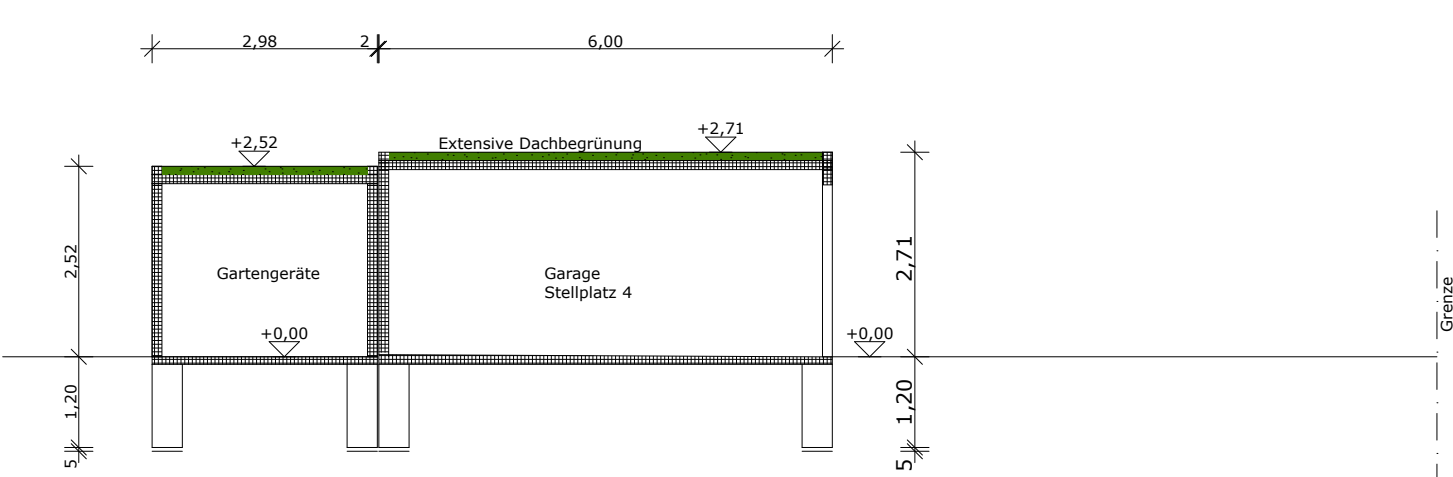 2,98
2
6,00
+2,52
Extensive Dachbegrünung
+2,71
2,52
Gartengeräte
Garage
Stellplatz 4
2,71
+0,00
+0,00
Grenze
1,20
1,20
5
5